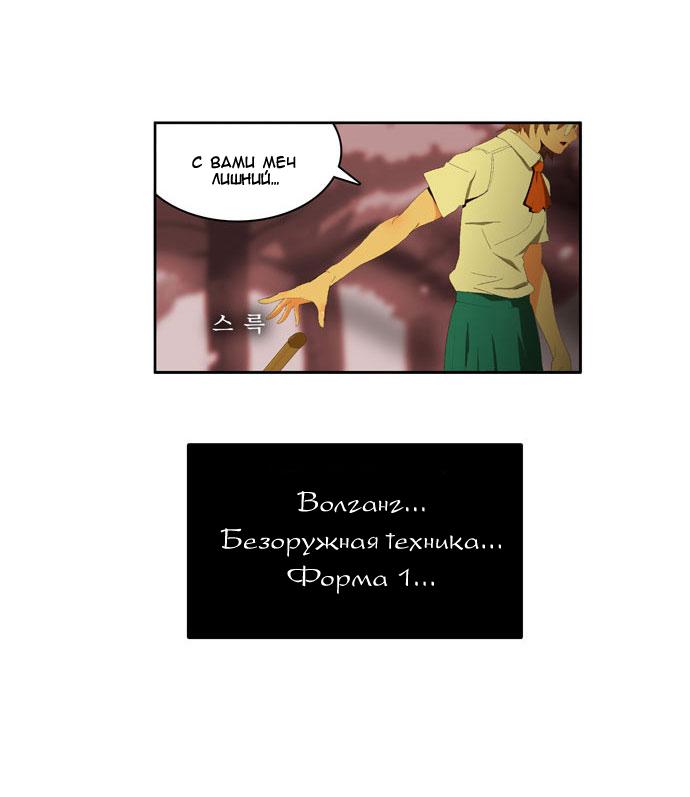 С ВАМИ МЕЧ
ЛИШНИЙ...
스륵
Волганг...
Безоружная техника...
Форма 1...